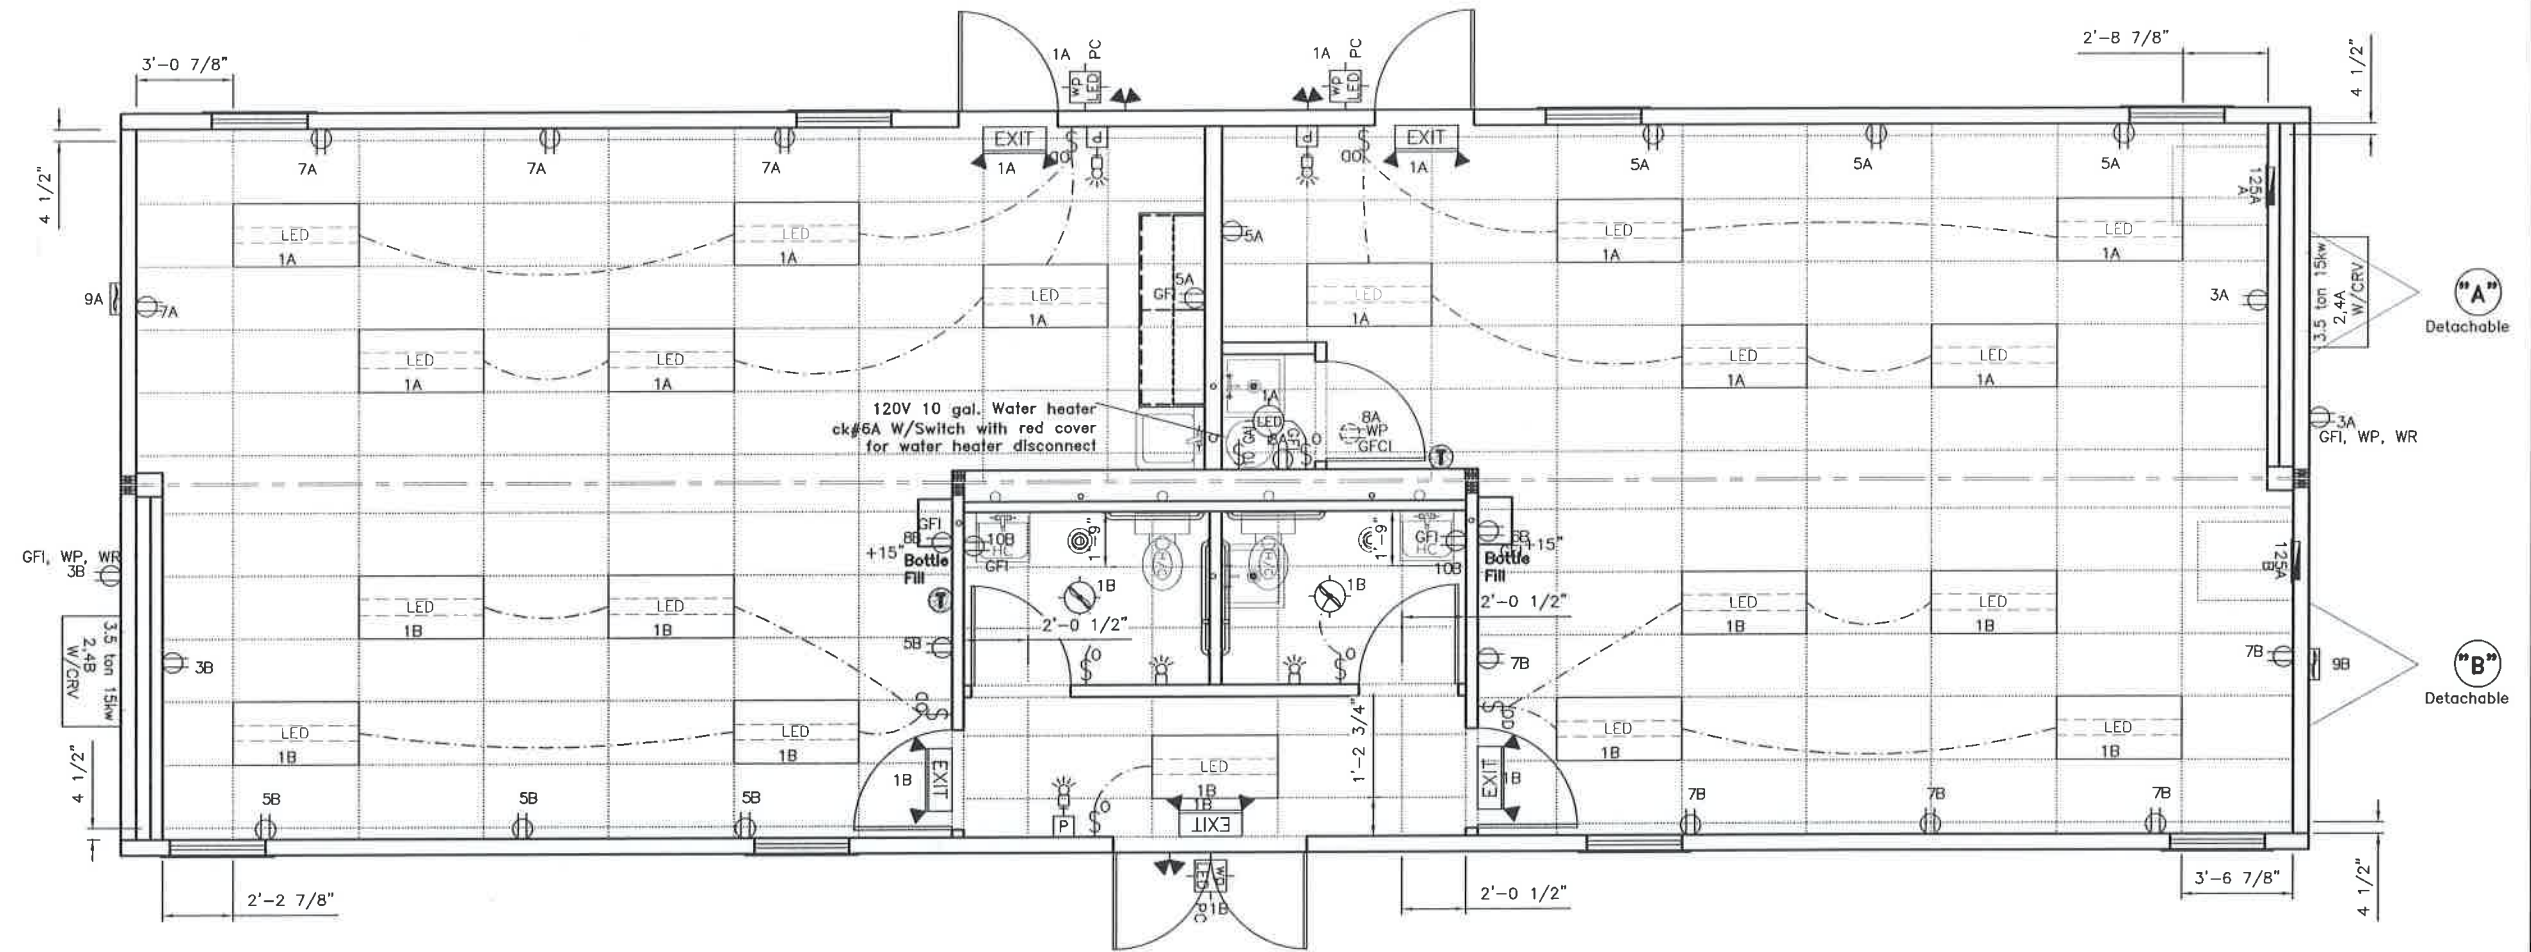 3'-0 7/8"
1A
PC
WP
LED
1A
PC
WP
LED
2'-8 7/8"
4 1/2"
4 1/2"
7A
7A
7A
EXIT
1A
P
P
EXIT
1A
5A
5A
5A
125A
A
LED
1A
LED
1A
5A
LED
1A
LED
1A
9A
7A
LED
1A
5A
GFI
LED
1A
3A
3.5 ton 15kw
2,4A
W/CRV
"A"
Detachable
LED
1A
LED
1A
LED
1A
LED
1A
120V 10 gal. Water heater
ck#6A W/Switch with red cover
for water heater disconnect
1A
LED
8A
WP
GFCI
T
3A
GFI, WP, WR
GFI, WP, WR
3B
GFI
8B
+15"
Bottle
Fill
10B
HC
GFI
1'-9"
1'-9"
GFI
HC
10B
6B
+15"
Bottle
Fill
125A
B
T
1B
1B
LED
1B
LED
1B
2'-0 1/2"
2'-0 1/2"
LED
1B
LED
1B
3.5 ton 15kw
2,4B
W/CRV
3B
5B
7B
7B
9B
"B"
Detachable
LED
1B
LED
1B
1'-2 3/4"
LED
1B
LED
1B
4 1/2"
1B
EXIT
LED
1B
1B
EXIT
P
EXIT
1B
5B
5B
5B
7B
7B
7B
LED
WP
PC
1B
2'-2 7/8"
2'-0 1/2"
3'-6 7/8"
4 1/2"